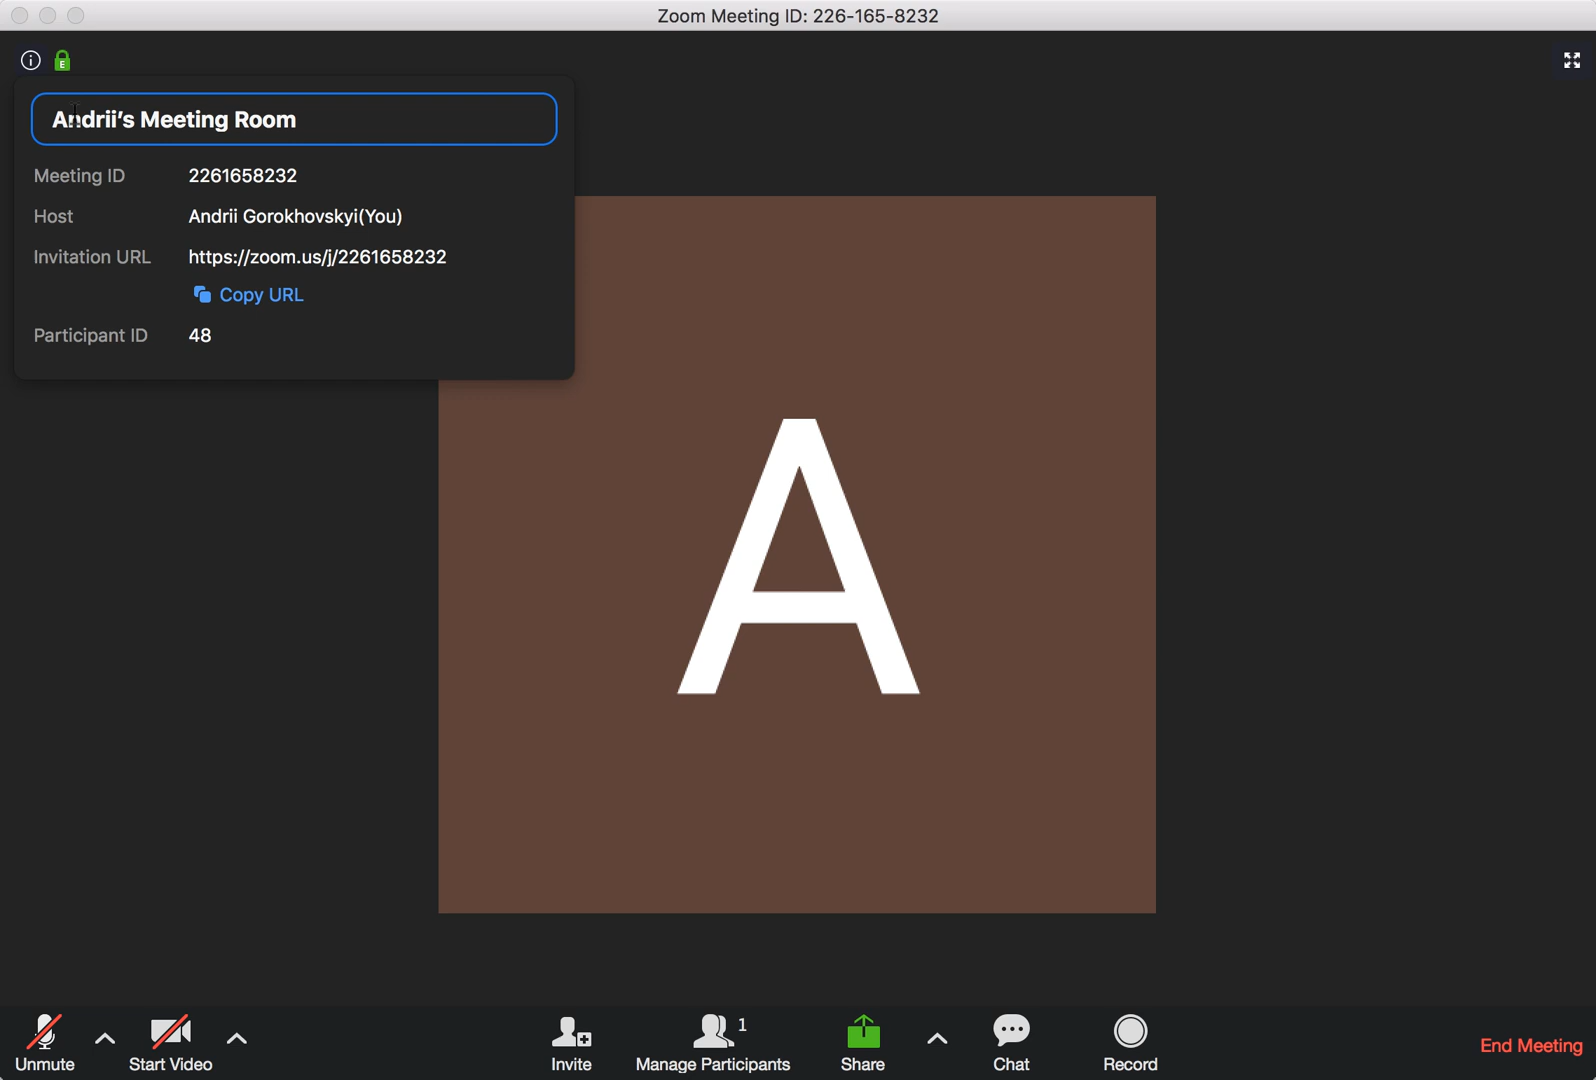 Zoom Meeting ID: 226-165-8232
E
Andrii's Meeting Room
Meeting ID 2261658232
Host Andrii Gorokhovskyi(You)
Invitation URL https://zoom.us/j/2261658232
Copy URL
Participant ID 48
A
1
Unmute Start Video Invite Manage Participants Share Chat Record End Meeting